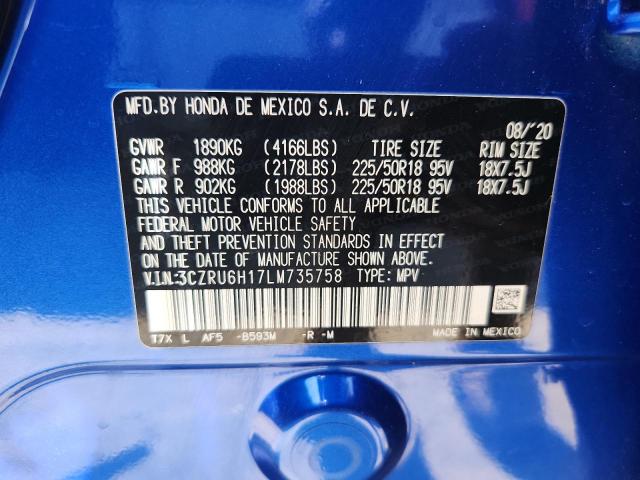 MFD.BY HONDA DE MEXICO S.A. DE C.V.
08/'20
GVWR 1890KG (4166LBS) TIRE SIZE RIM SIZE
GAWR F 988KG (2178LBS) 225/50R18 95V 18X7.5J
GAWR R 902KG (1988LBS) 225/50R18 95V 18X7.5J
THIS VEHICLE CONFORMS TO ALL APPLICABLE
FEDERAL MOTOR VEHICLE SAFETY
AND THEFT PREVENTION STANDARDS IN EFFECT
ON THE DATE OF MANUFACTURE SHOWN ABOVE.
V.I.N:3CZRU6H17LM735758 TYPE: MPV
T7X L AF5 -B593M -R -M
MADE IN MEXICO